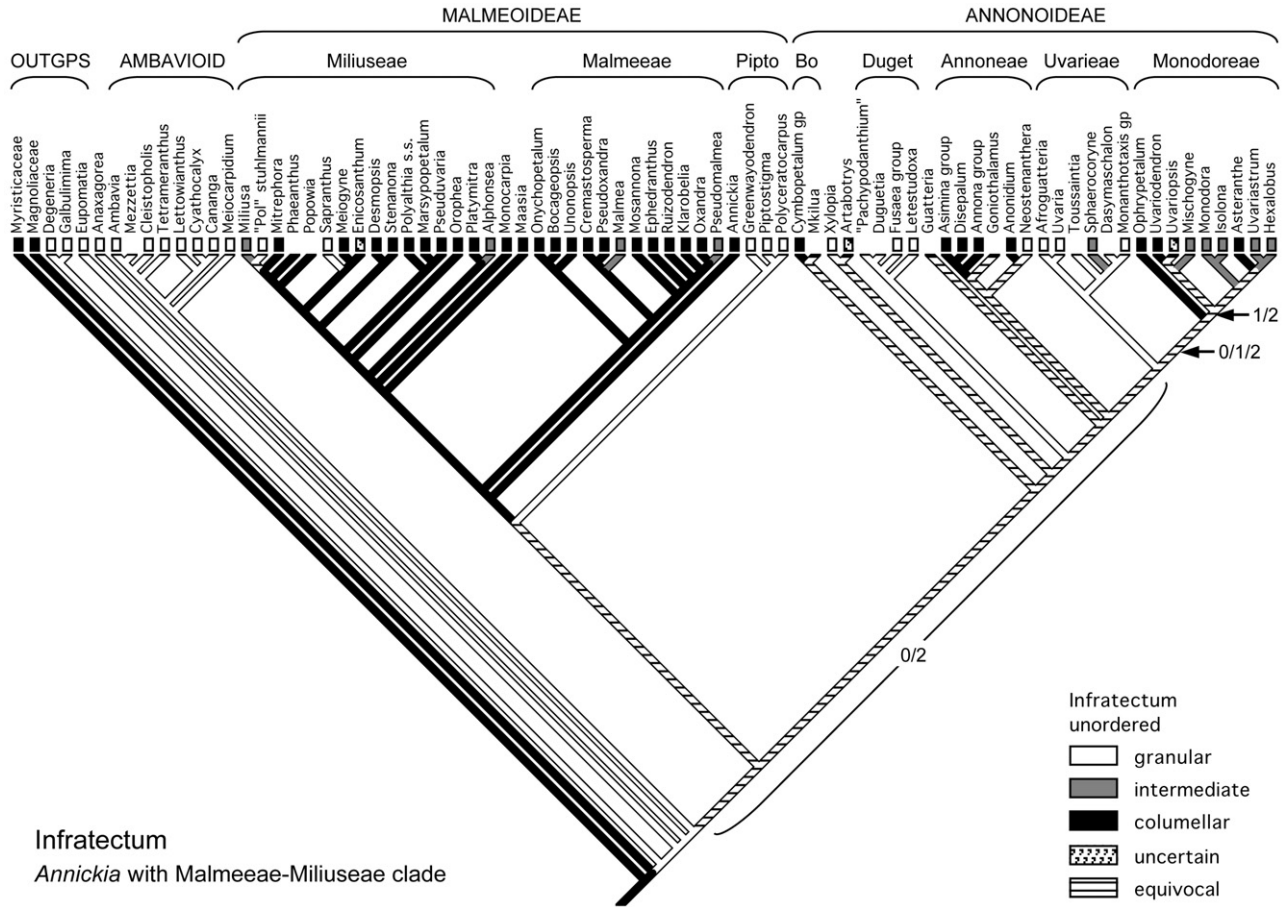 MALMEOIDEAE ANNONOIDEAE
OUTGPS AMBAVIOID Miliuseae Malmeeae Pipto Bo Duget Annoneae Uvarieae Monodoreae
Myristicaceae
Magnoliaceae
Degeneria
Galbulimima
Eupomatia
Anaxagorea
Ambavia
Mezzettia
Cleistopholis
Tetrameranthus
Lettowianthus
Cyathocalyx
Cananga
Meiocarpidium
Miliusa
"Pol" stuhlmannii
Mitrephora
Phaeanthus
Popowia
Sapranthus
Meiogyne
Enicosanthum
Desmopsis
Stenanona
Polyalthia s.s.
Marsypopetalum
Pseuduvaria
Orophea
Platymitra
Alphonsea
Monocarpia
Maasia
Onychopetalum
Bocageopsis
Unonopsis
Cremastosperma
Pseudoxandra
Malmea
Mosannona
Ephedranthus
Ruizodendron
Klarobelia
Oxandra
Pseudomalmea
Annickia
Greenwayodendron
Piptostigma
Polyceratocarpus
Cymbopetalum gp
Mkilua
Xylopia
Artabotrys
"Pachypodanthium"
Duguetia
Fusaea group
Letestudoxa
Guatteria
Asimina group
Disepalum
Annona group
Goniothalamus
Anonidium
Neostenanthera
Afroguatteria
Uvaria
Toussaintia
Sphaerocoryne
Dasymaschalon
Monanthotaxis gp
Ophrypetalum
Uvariodendron
Uvariopsis
Mischogyne
Monodora
Isolona
Asteranthe
Uvariastrum
Hexalobus
1/2
0/1/2
0/2
Infratectum
unordered
granular
intermediate
columellar
uncertain
equivocal
Infratectum
Annickia with Malmeeae-Miliuseae clade